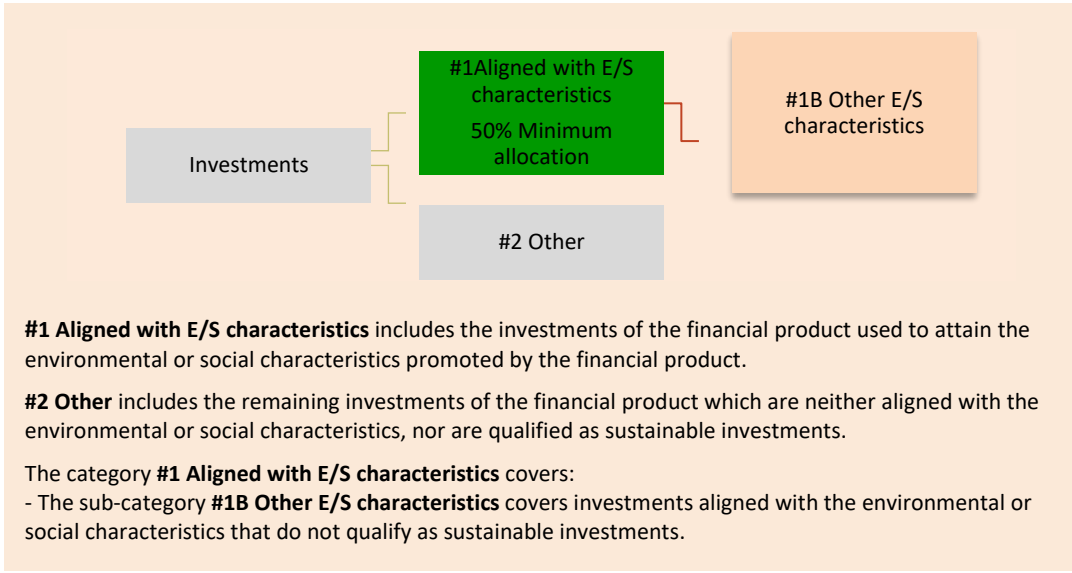 #1Aligned with E/S
characteristics
50% Minimum
allocation
#1B Other E/S
characteristics
Investments
#2 Other
#1 Aligned with E/S characteristics includes the investments of the financial product used to attain the
environmental or social characteristics promoted by the financial product.
#2 Other includes the remaining investments of the financial product which are neither aligned with the
environmental or social characteristics, nor are qualified as sustainable investments.
The category #1 Aligned with E/S characteristics covers:
- The sub-category #1B Other E/S characteristics covers investments aligned with the environmental or
social characteristics that do not qualify as sustainable investments.